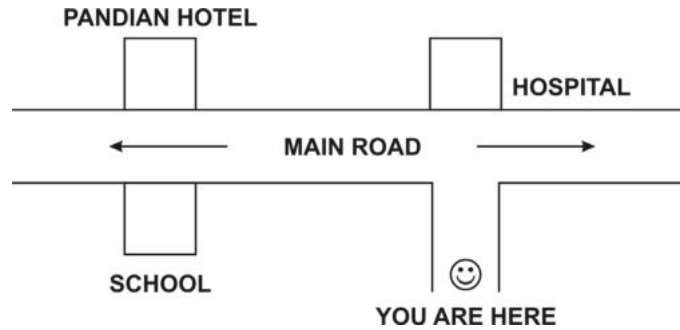 PANDIAN HOTEL
HOSPITAL
MAIN ROAD
SCHOOL
YOU ARE HERE